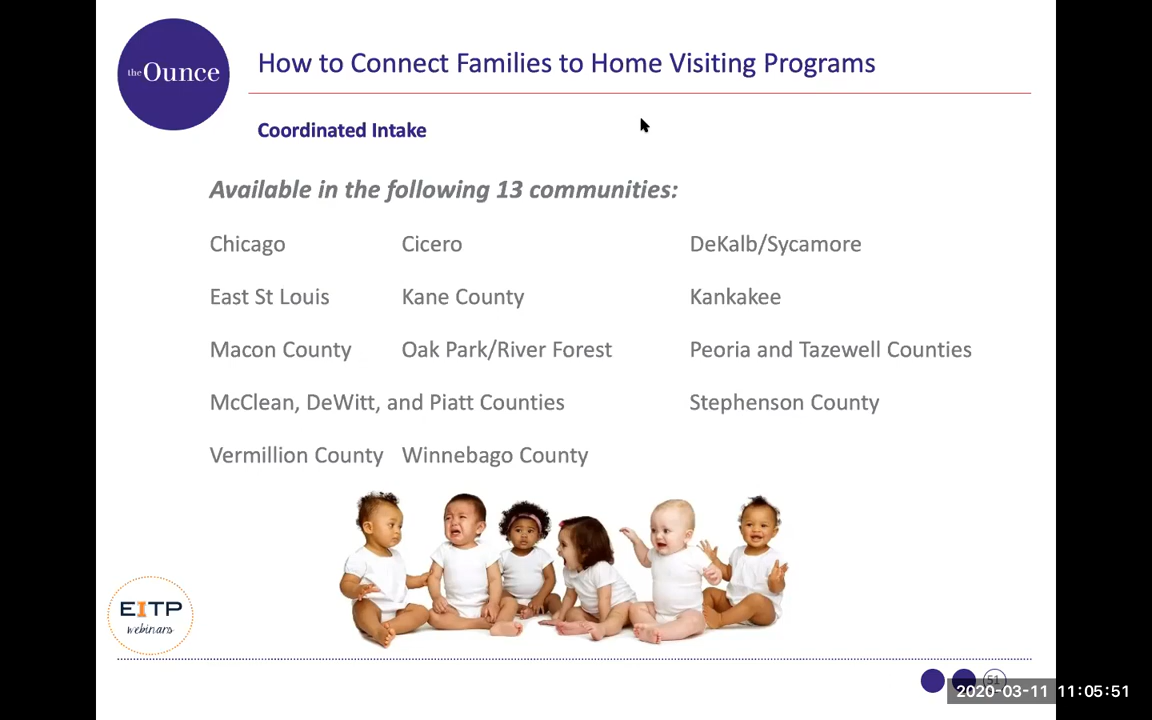 the Ounce
How to Connect Families to Home Visiting Programs
Coordinated Intake
Available in the following 13 communities:
Chicago Cicero DeKalb/Sycamore
East St Louis Kane County Kankakee
Macon County Oak Park/River Forest Peoria and Tazewell Counties
McClean, DeWitt, and Piatt Counties Stephenson County
Vermillion County Winnebago County
EITP
webinars
51
2020-03-11 11:05:51